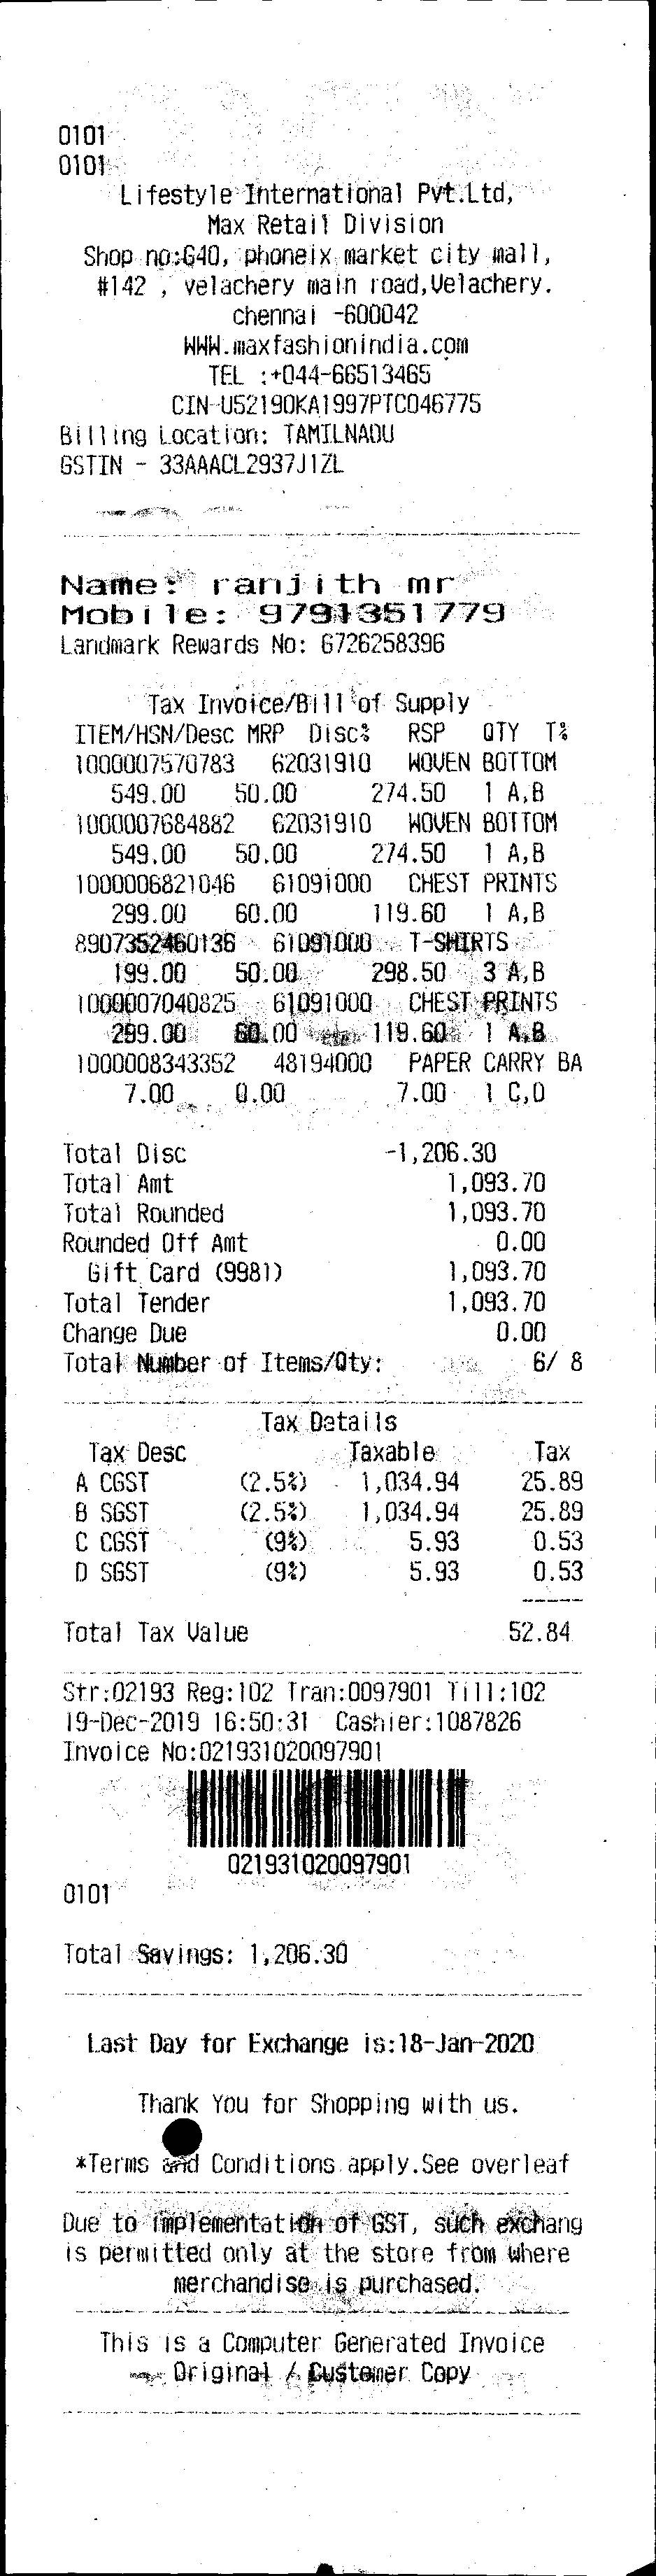 0101
0101
Lifestyle International Pvt.Ltd,
Max Retail Division
Shop no:G40, phoneix market city mall,
#142 , velachery main road,Velachery.
chennai -600042
WWW.maxfashionindia.com
TEL :+044-66513465
CIN-U52190KA1997PTC046775
Billing Location: TAMILNADU
GSTIN - 33AAACL2937J1ZL
Name: ranjith mr
Mobile: 9791351779
Landmark Rewards No: 6726258396
Tax Invoice/Bill of Supply
ITEM/HSN/Desc MRP Disc% RSP QTY T%
1000007570783 62031910 WOVEN BOTTOM
549.00 50.00 274.50 1 A,B
1000007684882 62031910 WOVEN BOTTOM
549.00 50.00 274.50 1 A,B
1000006821046 61091000 CHEST PRINTS
299.00 60.00 119.60 1 A,B
8907352460136 61091000 T-SHIRTS
199.00 50.00 298.50 3 A,B
1000007040825 61091000 CHEST PRINTS
299.00 60.00 119.60 1 A,B
1000008343352 48194000 PAPER CARRY BA
7.00 0.00 7.00 1 C,D
Total Disc -1,206.30
Total Amt 1,093.70
Total Rounded 1,093.70
Rounded Off Amt 0.00
Gift Card (9981) 1,093.70
Total Tender 1,093.70
Change Due 0.00
Total Number of Items/Qty: 6/ 8
Tax Details
Tax Desc Taxable Tax
A CGST (2.5%) 1,034.94 25.89
B SGST (2.5%) 1,034.94 25.89
C CGST (9%) 5.93 0.53
D SGST (9%) 5.93 0.53
Total Tax Value 52.84
Str:02193 Reg:102 Tran:0097901 Till:102
19-Dec-2019 16:50:31 Cashier:1087826
Invoice No:021931020097901
021931020097901
0101
Total Savings: 1,206.30
Last Day for Exchange is:18-Jan-2020
Thank You for Shopping with us.
*Terms and Conditions apply.See overleaf
Due to implementation of GST, such exchang
is permitted only at the store from where
merchandise is purchased.
This is a Computer Generated Invoice
Original / Customer Copy